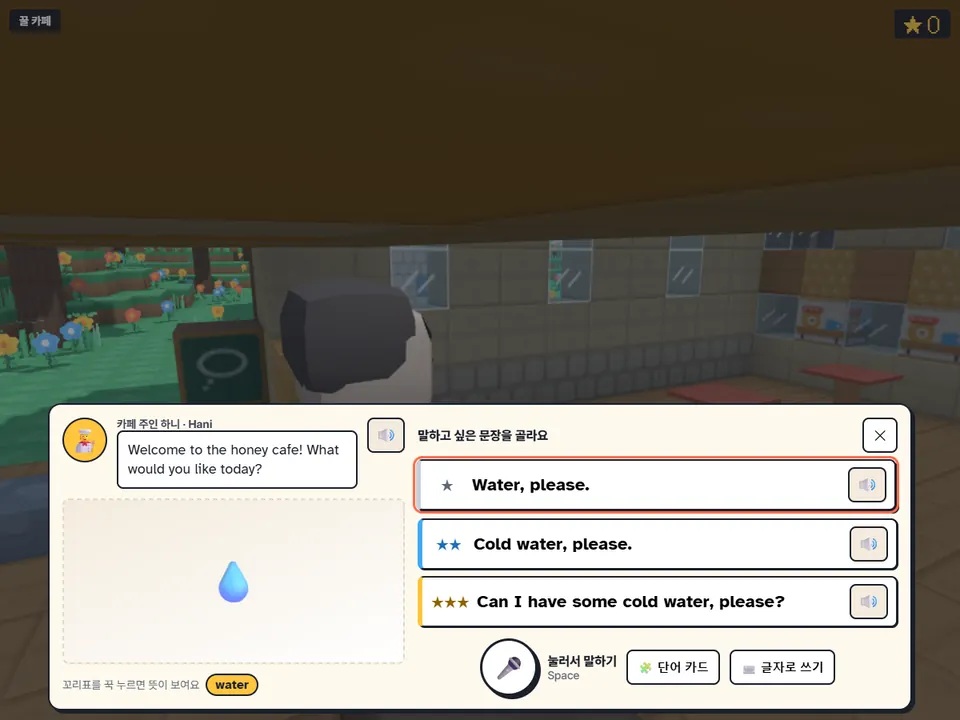 꿀 카페
★ 0
카페 주인 하니 · Hani
Welcome to the honey cafe! What
would you like today?
꼬리표를 꾹 누르면 뜻이 보여요 water
말하고 싶은 문장을 골라요
★ Water, please.
★★ Cold water, please.
★★★ Can I have some cold water, please?
눌러서 말하기
Space
단어 카드
글자로 쓰기